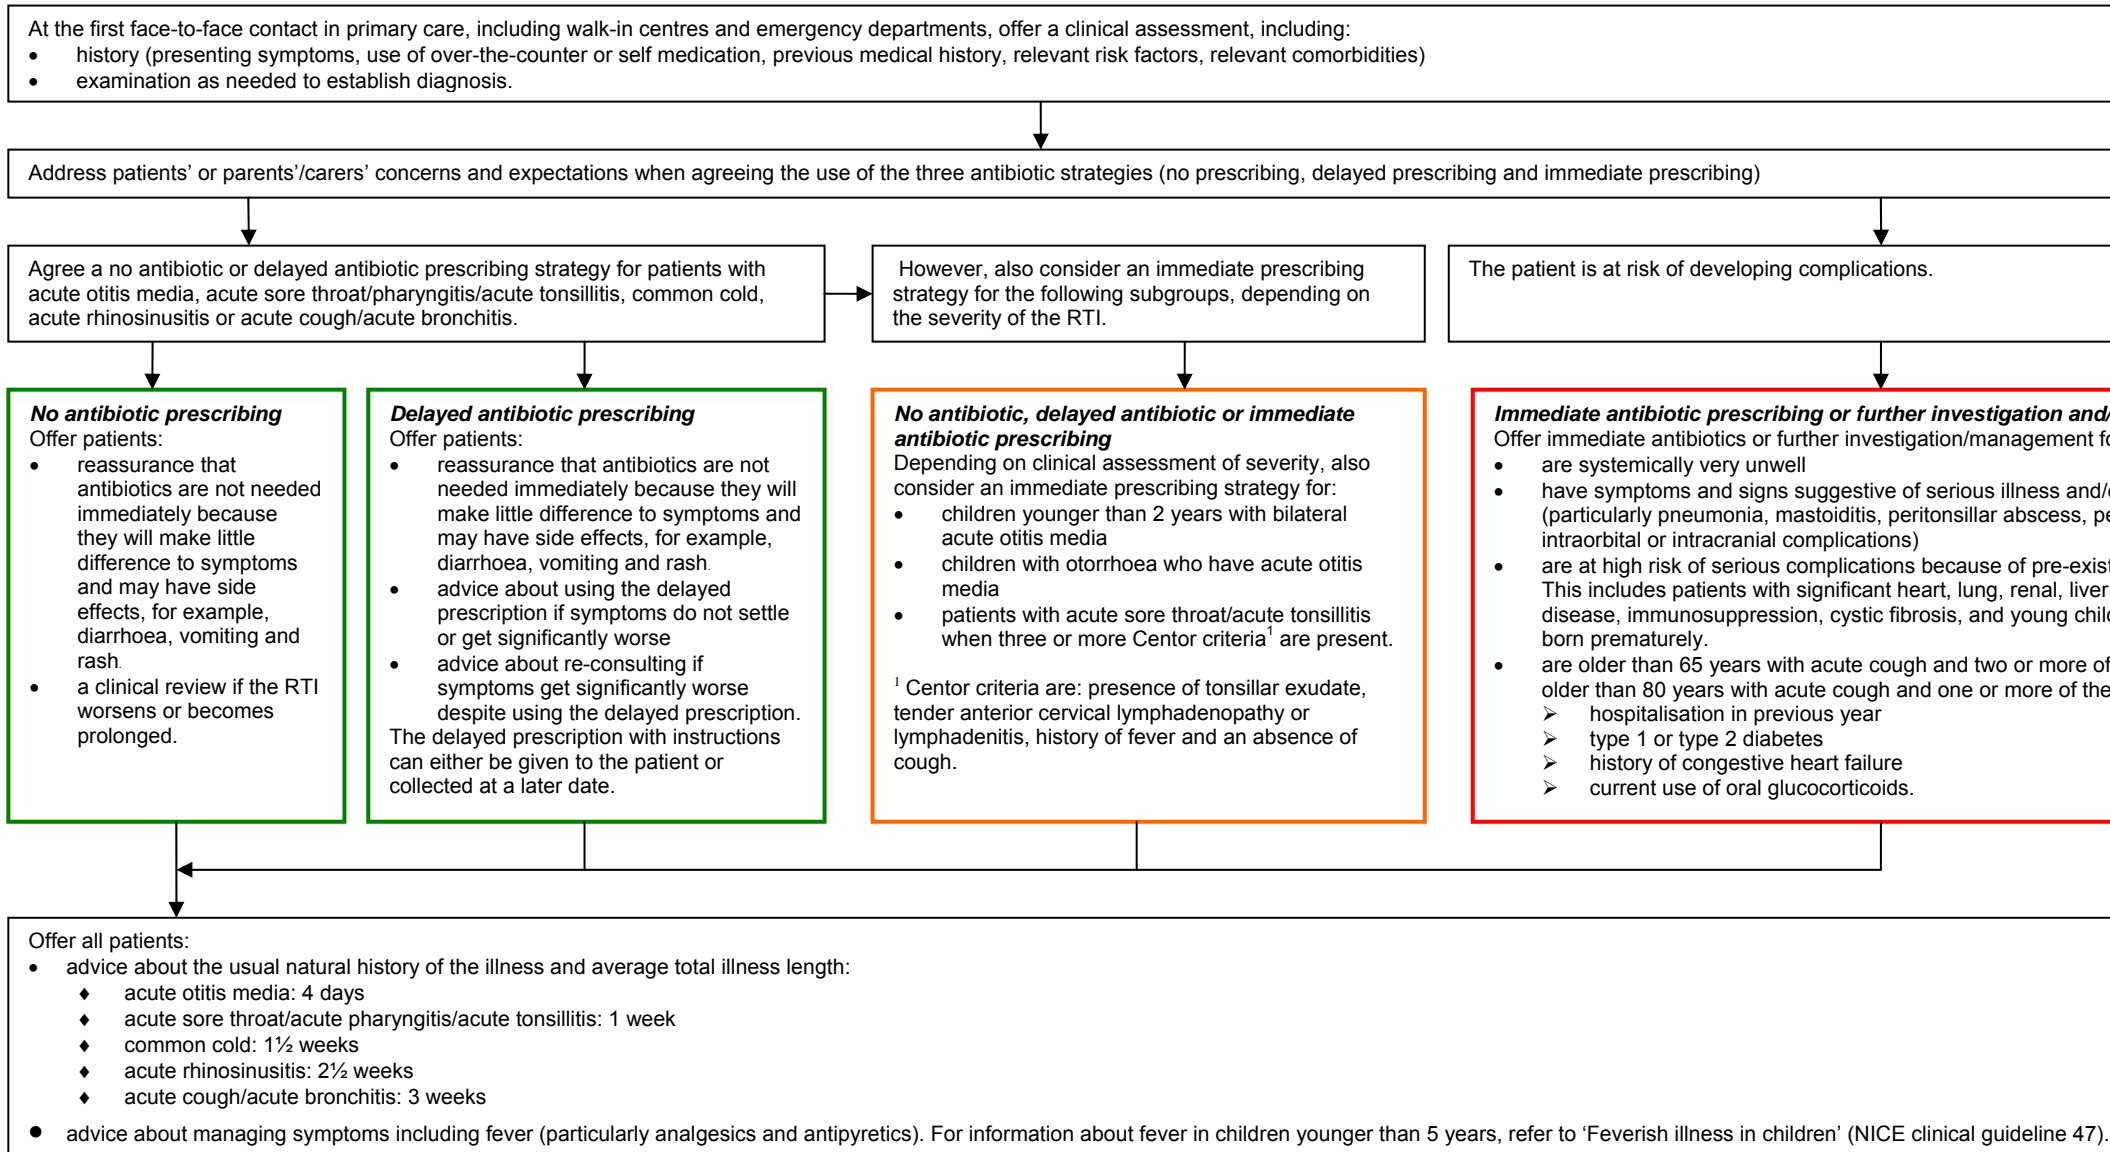 At the first face-to-face contact in primary care, including walk-in centres and emergency departments, offer a clinical assessment, including:
• history (presenting symptoms, use of over-the-counter or self medication, previous medical history, relevant risk factors, relevant comorbidities)
• examination as needed to establish diagnosis.
Address patients’ or parents’/carers’ concerns and expectations when agreeing the use of the three antibiotic strategies (no prescribing, delayed prescribing and immediate prescribing)
Agree a no antibiotic or delayed antibiotic prescribing strategy for patients with
acute otitis media, acute sore throat/pharyngitis/acute tonsillitis, common cold,
acute rhinosinusitis or acute cough/acute bronchitis.
However, also consider an immediate prescribing
strategy for the following subgroups, depending on
the severity of the RTI.
The patient is at risk of developing complications.
No antibiotic prescribing
Offer patients:
• reassurance that
antibiotics are not needed
immediately because
they will make little
difference to symptoms
and may have side
effects, for example,
diarrhoea, vomiting and
rash.
• a clinical review if the RTI
worsens or becomes
prolonged.
Delayed antibiotic prescribing
Offer patients:
• reassurance that antibiotics are not
needed immediately because they will
make little difference to symptoms and
may have side effects, for example,
diarrhoea, vomiting and rash.
• advice about using the delayed
prescription if symptoms do not settle
or get significantly worse
• advice about re-consulting if
symptoms get significantly worse
despite using the delayed prescription.
The delayed prescription with instructions
can either be given to the patient or
collected at a later date.
No antibiotic, delayed antibiotic or immediate
antibiotic prescribing
Depending on clinical assessment of severity, also
consider an immediate prescribing strategy for:
• children younger than 2 years with bilateral
acute otitis media
• children with otorrhoea who have acute otitis
media
• patients with acute sore throat/acute tonsillitis
when three or more Centor criteria¹ are present.
¹ Centor criteria are: presence of tonsillar exudate,
tender anterior cervical lymphadenopathy or
lymphadenitis, history of fever and an absence of
cough.
Immediate antibiotic prescribing or further investigation and/
Offer immediate antibiotics or further investigation/management
• are systemically very unwell
• have symptoms and signs suggestive of serious illness and/
(particularly pneumonia, mastoiditis, peritonsillar abscess,
intraorbital or intracranial complications)
• are at high risk of serious complications because of
This includes patients with significant heart, lung, renal, liver
disease, immunosuppression, cystic fibrosis, and young
born prematurely.
• are older than 65 years with acute cough and two or more of
older than 80 years with acute cough and one or more of the
➢ hospitalisation in previous year
➢ type 1 or type 2 diabetes
➢ history of congestive heart failure
➢ current use of oral glucocorticoids.
Offer all patients:
• advice about the usual natural history of the illness and average total illness length:
♦ acute otitis media: 4 days
♦ acute sore throat/acute pharyngitis/acute tonsillitis: 1 week
♦ common cold: 1½ weeks
♦ acute rhinosinusitis: 2½ weeks
♦ acute cough/acute bronchitis: 3 weeks
• advice about managing symptoms including fever (particularly analgesics and antipyretics). For information about fever in children younger than 5 years, refer to ‘Feverish illness in children’ (NICE clinical guideline 47).